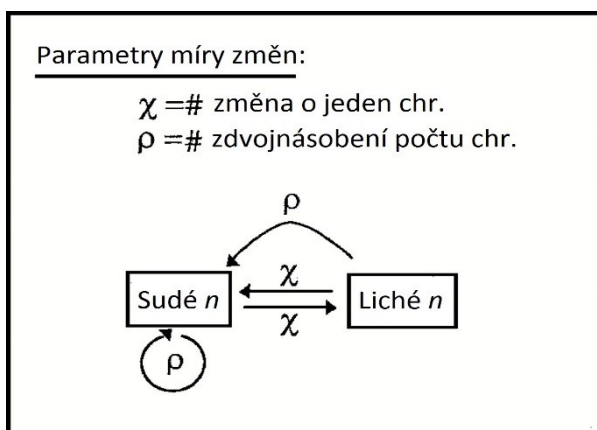 Parametry míry změn:
χ =# změna o jeden chr.
ρ =# zdvojnásobení počtu chr.
ρ
χ
Sudé n
Liché n
χ
ρ